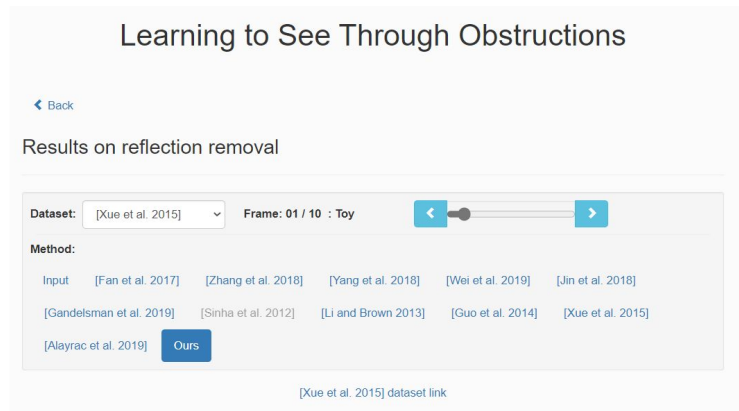 Learning to See Through Obstructions
Back
Results on reflection removal
Dataset: [Xue et al. 2015] Frame: 01 / 10 : Toy
Method:
Input [Fan et al. 2017] [Zhang et al. 2018] [Yang et al. 2018] [Wei et al. 2019] [Jin et al. 2018]
[Gandelsman et al. 2019] [Sinha et al. 2012] [Li and Brown 2013] [Guo et al. 2014] [Xue et al. 2015]
[Alayrac et al. 2019] Ours
[Xue et al. 2015] dataset link